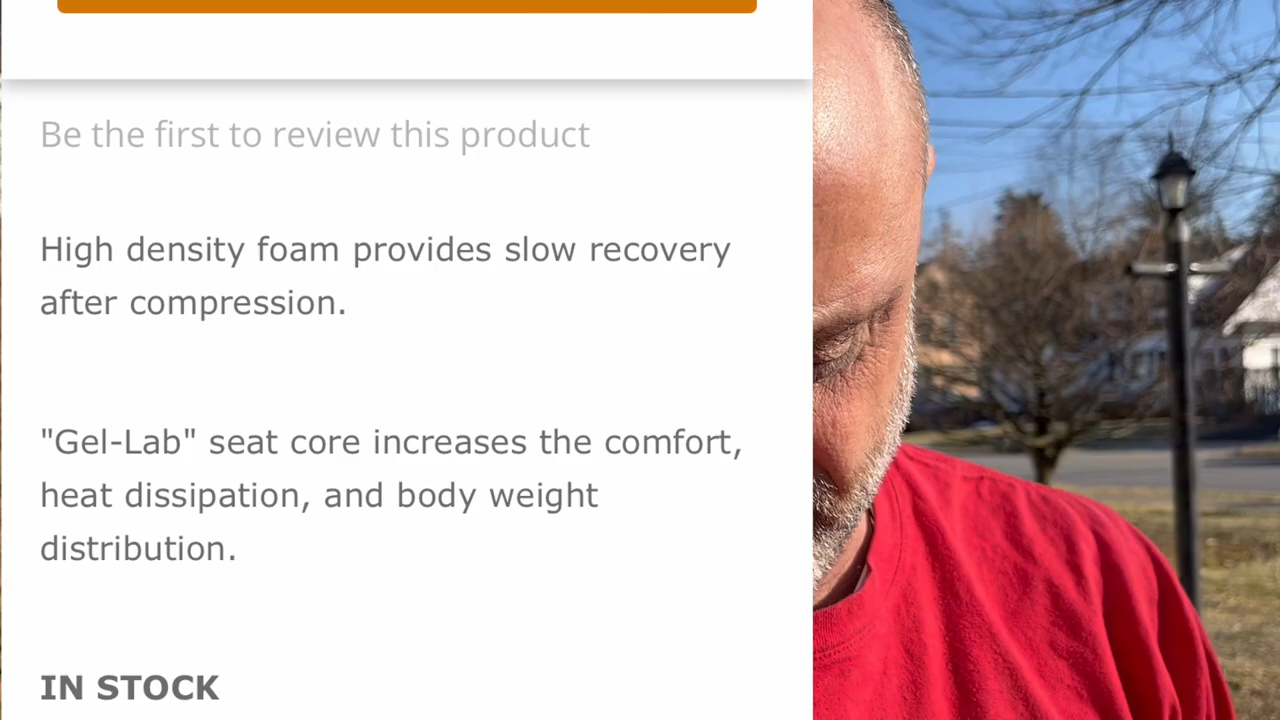 Be the first to review this product
High density foam provides slow recovery
after compression.
"Gel-Lab" seat core increases the comfort,
heat dissipation, and body weight
distribution.
IN STOCK